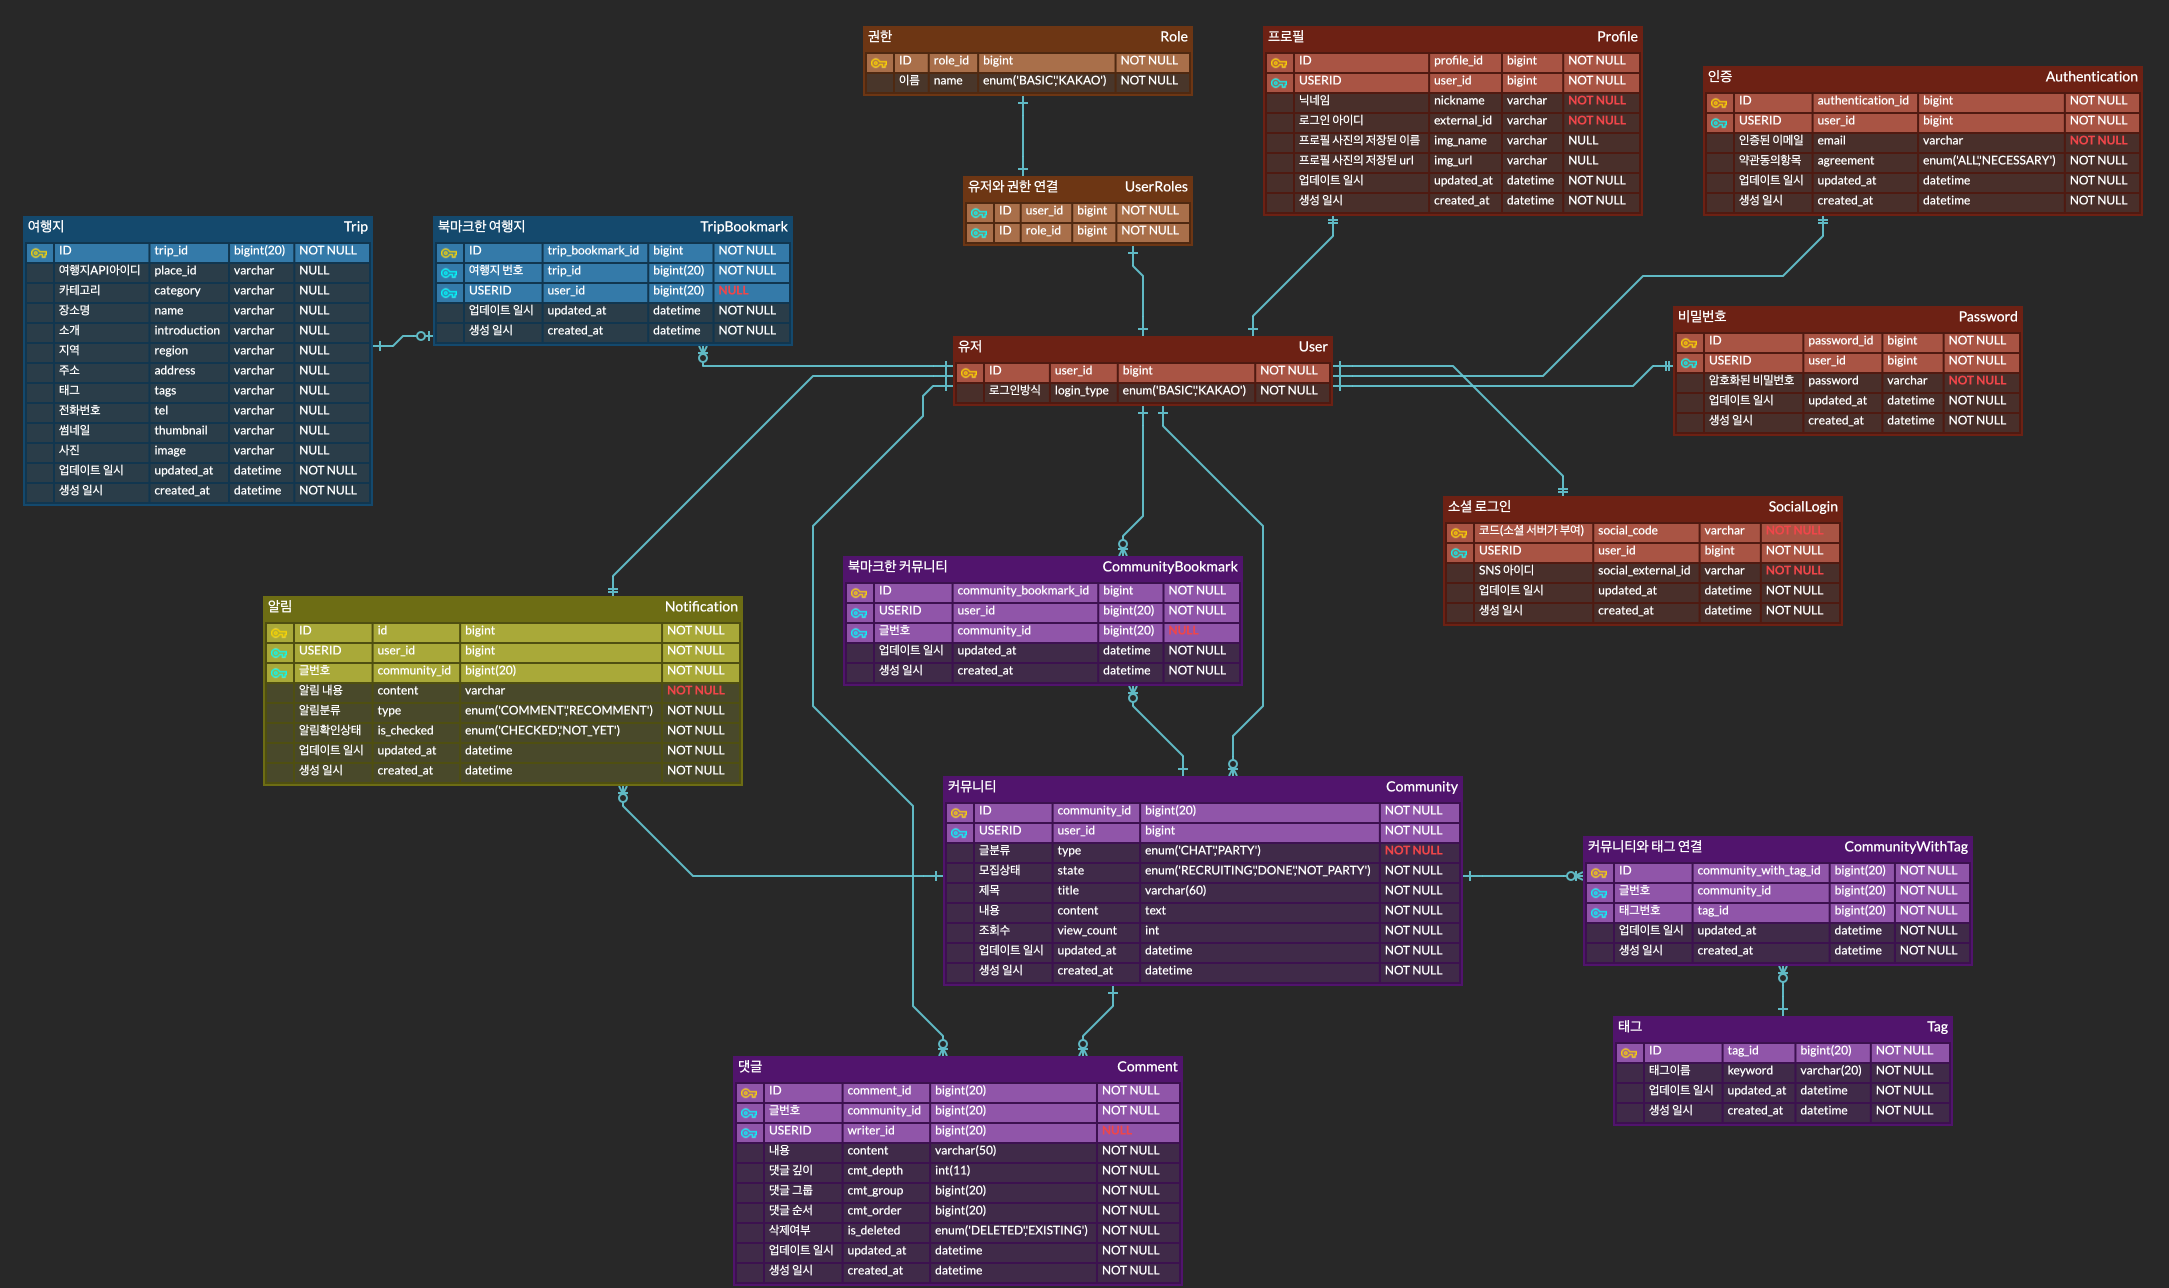 권한 Role
ID role_id bigint NOT NULL
이름 name enum('BASIC','KAKAO') NOT NULL
프로필 Profile
ID profile_id bigint NOT NULL
USERID user_id bigint NOT NULL
닉네임 nickname varchar NOT NULL
로그인 아이디 external_id varchar NOT NULL
프로필 사진의 저장된 이름 img_name varchar NULL
프로필 사진의 저장된 url img_url varchar NULL
업데이트 일시 updated_at datetime NOT NULL
생성 일시 created_at datetime NOT NULL
인증 Authentication
ID authentication_id bigint NOT NULL
USERID user_id bigint NOT NULL
인증된 이메일 email varchar NOT NULL
약관동의항목 agreement enum('ALL','NECESSARY') NOT NULL
업데이트 일시 updated_at datetime NOT NULL
생성 일시 created_at datetime NOT NULL
유저와 권한 연결 UserRoles
ID user_id bigint NOT NULL
ID role_id bigint NOT NULL
여행지 Trip
ID trip_id bigint(20) NOT NULL
여행지API아이디 place_id varchar NULL
카테고리 category varchar NULL
장소명 name varchar NULL
소개 introduction varchar NULL
지역 region varchar NULL
주소 address varchar NULL
태그 tags varchar NULL
전화번호 tel varchar NULL
썸네일 thumbnail varchar NULL
사진 image varchar NULL
업데이트 일시 updated_at datetime NOT NULL
생성 일시 created_at datetime NOT NULL
북마크한 여행지 TripBookmark
ID trip_bookmark_id bigint NOT NULL
여행지 번호 trip_id bigint(20) NOT NULL
USERID user_id bigint(20) NULL
업데이트 일시 updated_at datetime NOT NULL
생성 일시 created_at datetime NOT NULL
유저 User
ID user_id bigint NOT NULL
로그인방식 login_type enum('BASIC','KAKAO') NOT NULL
비밀번호 Password
ID password_id bigint NOT NULL
USERID user_id bigint NOT NULL
암호화된 비밀번호 password varchar NOT NULL
업데이트 일시 updated_at datetime NOT NULL
생성 일시 created_at datetime NOT NULL
소셜 로그인 SocialLogin
코드(소셜 서버가 부여) social_code varchar NOT NULL
USERID user_id bigint NOT NULL
SNS 아이디 social_external_id varchar NOT NULL
업데이트 일시 updated_at datetime NOT NULL
생성 일시 created_at datetime NOT NULL
알림 Notification
ID id bigint NOT NULL
USERID user_id bigint NOT NULL
글번호 community_id bigint(20) NOT NULL
알림 내용 content varchar NOT NULL
알림분류 type enum('COMMENT','RECOMMENT') NOT NULL
알림확인상태 is_checked enum('CHECKED','NOT_YET') NOT NULL
업데이트 일시 updated_at datetime NOT NULL
생성 일시 created_at datetime NOT NULL
북마크한 커뮤니티 CommunityBookmark
ID community_bookmark_id bigint NOT NULL
USERID user_id bigint(20) NOT NULL
글번호 community_id bigint(20) NULL
업데이트 일시 updated_at datetime NOT NULL
생성 일시 created_at datetime NOT NULL
커뮤니티 Community
ID community_id bigint(20) NOT NULL
USERID user_id bigint NOT NULL
글분류 type enum('CHAT','PARTY') NOT NULL
모집상태 state enum('RECRUITING','DONE','NOT_PARTY') NOT NULL
제목 title varchar(60) NOT NULL
내용 content text NOT NULL
조회수 view_count int NOT NULL
업데이트 일시 updated_at datetime NOT NULL
생성 일시 created_at datetime NOT NULL
커뮤니티와 태그 연결 CommunityWithTag
ID community_with_tag_id bigint(20) NOT NULL
글번호 community_id bigint(20) NOT NULL
태그번호 tag_id bigint(20) NOT NULL
업데이트 일시 updated_at datetime NOT NULL
생성 일시 created_at datetime NOT NULL
태그 Tag
ID tag_id bigint(20) NOT NULL
태그이름 keyword varchar(20) NOT NULL
업데이트 일시 updated_at datetime NOT NULL
생성 일시 created_at datetime NOT NULL
댓글 Comment
ID comment_id bigint(20) NOT NULL
글번호 community_id bigint(20) NOT NULL
USERID writer_id bigint(20) NULL
내용 content varchar(50) NOT NULL
댓글 깊이 cmt_depth int(11) NOT NULL
댓글 그룹 cmt_group bigint(20) NOT NULL
댓글 순서 cmt_order bigint(20) NOT NULL
삭제여부 is_deleted enum('DELETED','EXISTING') NOT NULL
업데이트 일시 updated_at datetime NOT NULL
생성 일시 created_at datetime NOT NULL